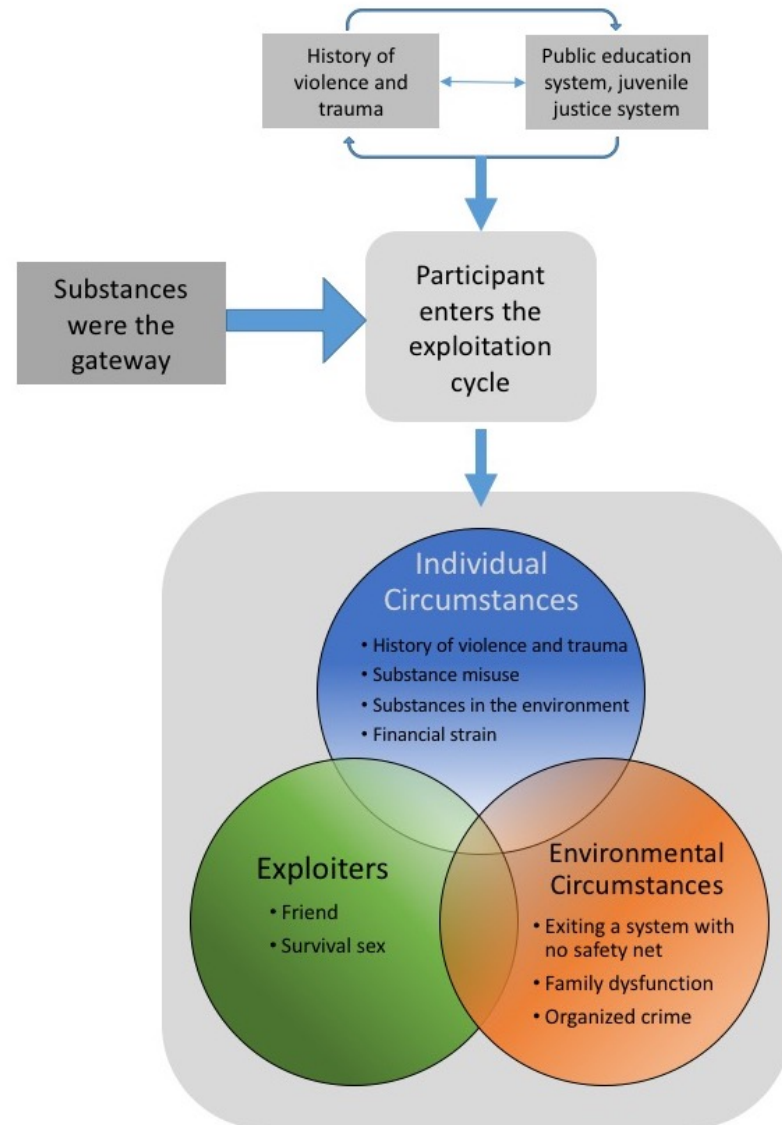 History of
violence and
trauma
Public education
system, juvenile
justice system
Substances
were the
gateway
Participant
enters the
exploitation
cycle
Individual
Circumstances
• History of violence and trauma
• Substance misuse
• Substances in the environment
• Financial strain
Exploiters
• Friend
• Survival sex
Environmental
Circumstances
• Exiting a system with
no safety net
• Family dysfunction
• Organized crime